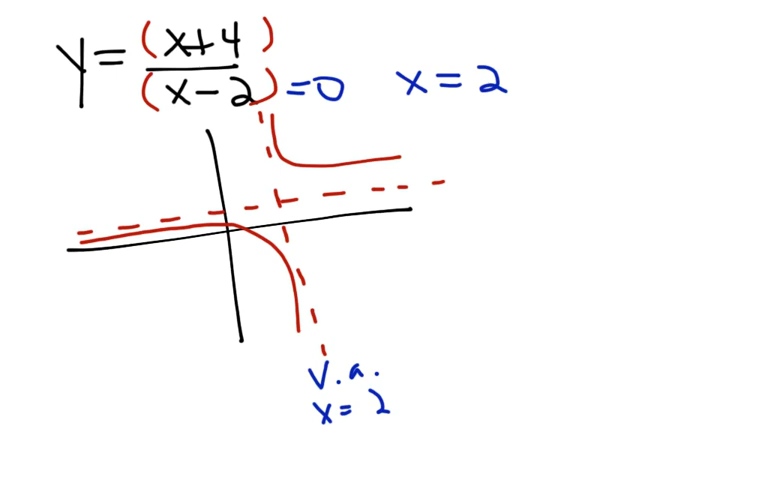 y = (x+4)/(x-2) = 0 x = 2
v.a.
x = 2